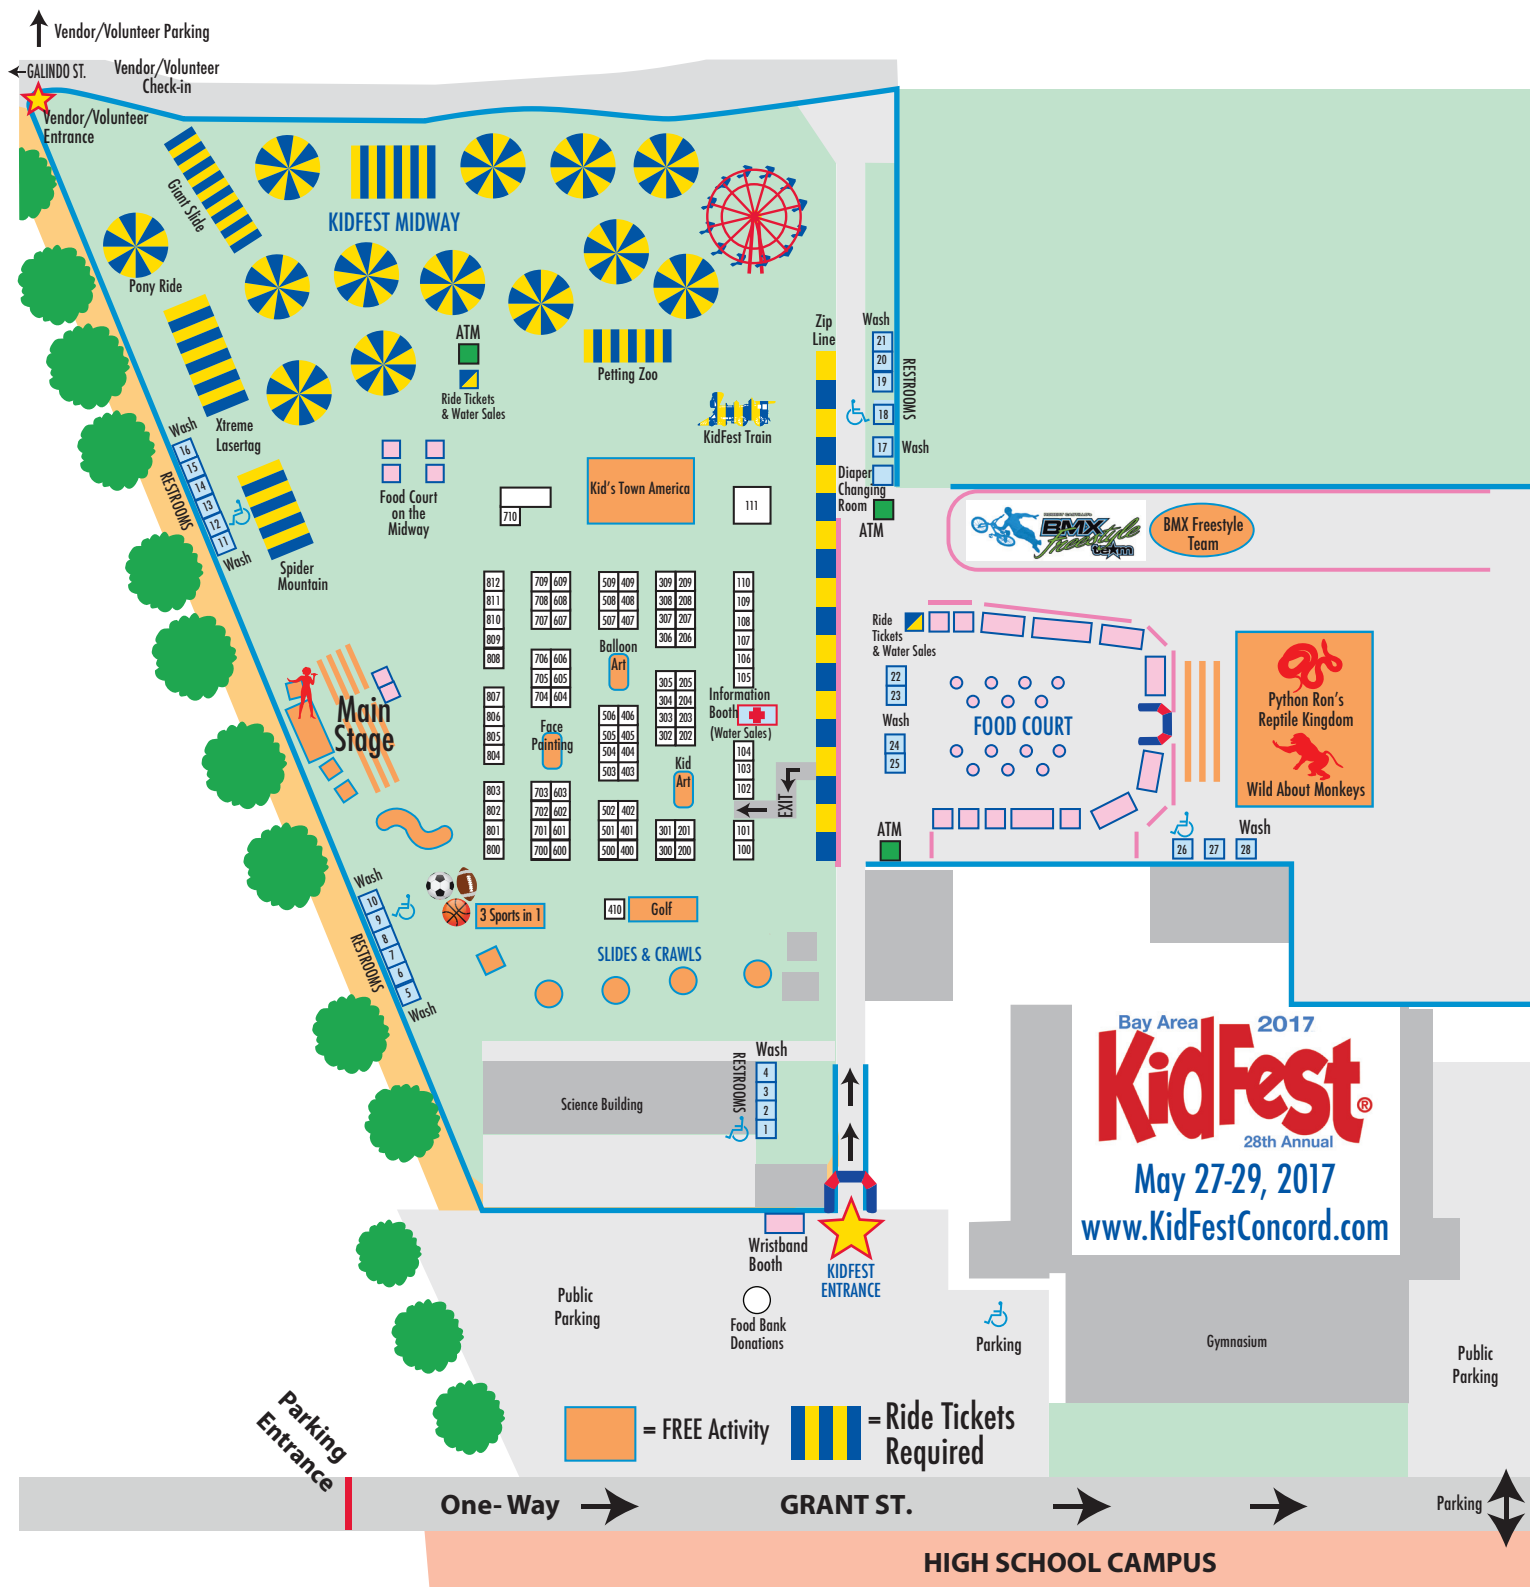 Vendor/Volunteer Parking
GALINDO ST.
Vendor/Volunteer
Check-in
Vendor/Volunteer
Entrance
Giant Slide
KIDFEST MIDWAY
Pony Ride
ATM
Ride Tickets
& Water Sales
Petting Zoo
Zip
Line
Wash
21
20
19
18
17
RESTROOMS
Wash
Diaper
Changing
Room
ATM
KidFest Train
Xtreme
Lasertag
Wash
16
15
14
13
12
11
RESTROOMS
Wash
Food Court
on the
Midway
Kid's Town America
710
111
Spider
Mountain
BMX
Freestyle
team
BMX Freestyle
Team
812
811
810
809
808
807
806
805
804
803
802
801
800
709 609
708 608
707 607
706 606
705 605
704 604
703 603
702 602
701 601
700 600
509 409
508 408
507 407
506 406
505 405
504 404
503 403
502 402
501 401
500 400
309 209
308 208
307 207
306 206
305 205
304 204
303 203
302 202
301 201
300 200
110
109
108
107
106
105
104
103
102
101
100
Balloon
Art
Face
Painting
Kid
Art
Information
Booth
(Water Sales)
EXIT
Main
Stage
Ride
Tickets
& Water Sales
22
23
Wash
24
25
FOOD COURT
ATM
Python Ron's
Reptile Kingdom
Wild About Monkeys
Wash
26
27
28
Wash
10
9
8
7
6
5
RESTROOMS
Wash
3 Sports in 1
410
Golf
SLIDES & CRAWLS
Science Building
RESTROOMS
Wash
4
3
2
1
Bay Area 2017
KidFest®
28th Annual
May 27-29, 2017
www.KidFestConcord.com
Wristband
Booth
KIDFEST
ENTRANCE
Public
Parking
Food Bank
Donations
Parking
Gymnasium
Public
Parking
Parking
Entrance
= FREE Activity
= Ride Tickets
Required
One- Way
GRANT ST.
Parking
HIGH SCHOOL CAMPUS